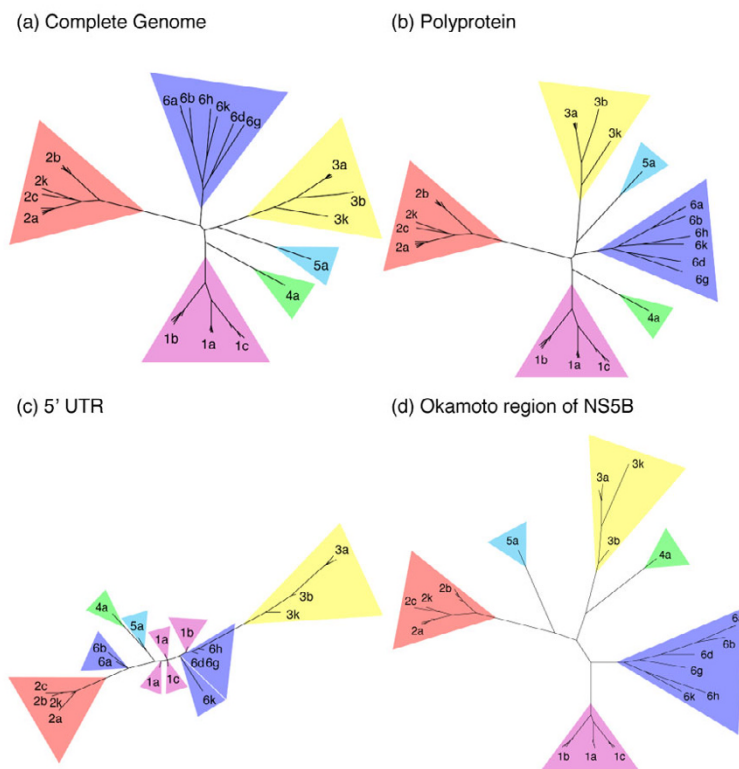 (a) Complete Genome
(b) Polyprotein
6a 6b 6h 6k 6d 6g
2b
2k
2c
2a
3a
3b
3k
5a
4a
1b 1a 1c
3a 3b 3k
5a
2b
2k
2c
2a
6a
6b
6h
6k
6d
6g
4a
1b 1a 1c
(c) 5' UTR
(d) Okamoto region of NS5B
4a
5a
1a 1b
6b
6a
2c
2b 2k
2a
1a 1c
6h
6d 6g
6k
3a
3b
3k
3k
3a
3b
5a
4a
2b
2c 2k
2a
6b
6d
6g
6k 6h
1b 1a 1c